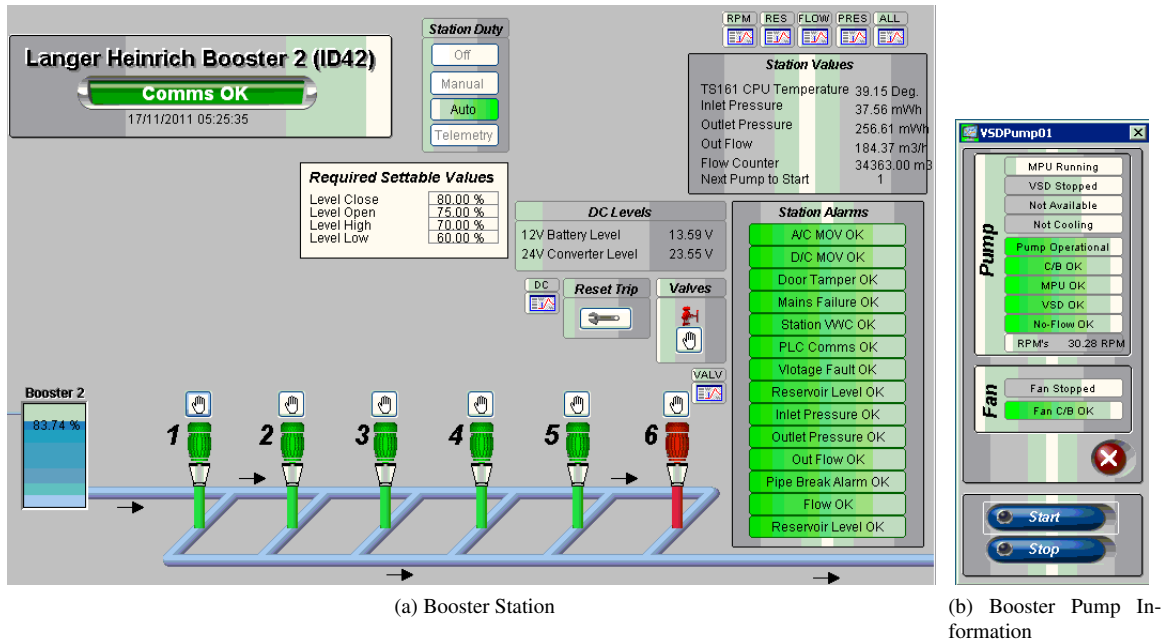 Langer Heinrich Booster 2 (ID42)
Comms OK
17/11/2011 05:25:35
Station Duty
Off
Manual
Auto
Telemetry
RPM RES FLOW PRES ALL
Station Values
TS161 CPU Temperature 39.15 Deg.
Inlet Pressure 37.56 mWh
Outlet Pressure 256.61 mWh
Out Flow 184.37 m3/h
Flow Counter 34363.00 m3
Next Pump to Start 1
Required Settable Values
Level Close 80.00 %
Level Open 75.00 %
Level High 70.00 %
Level Low 60.00 %
DC Levels
12V Battery Level 13.59 V
24V Converter Level 23.55 V
DC
Reset Trip
Valves
VALV
Station Alarms
A/C MOV OK
D/C MOV OK
Door Tamper OK
Mains Failure OK
Station VWC OK
PLC Comms OK
Vlotage Fault OK
Reservoir Level OK
Inlet Pressure OK
Outlet Pressure OK
Out Flow OK
Pipe Break Alarm OK
Flow OK
Reservoir Level OK
Booster 2
83.74 %
1 2 3 4 5 6
(a) Booster Station
VSDPump01
Pump
MPU Running
VSD Stopped
Not Available
Not Cooling
Pump Operational
C/B OK
MPU OK
VSD OK
No-Flow OK
RPM's 30.28 RPM
Fan
Fan Stopped
Fan C/B OK
Start
Stop
(b) Booster Pump In-
formation